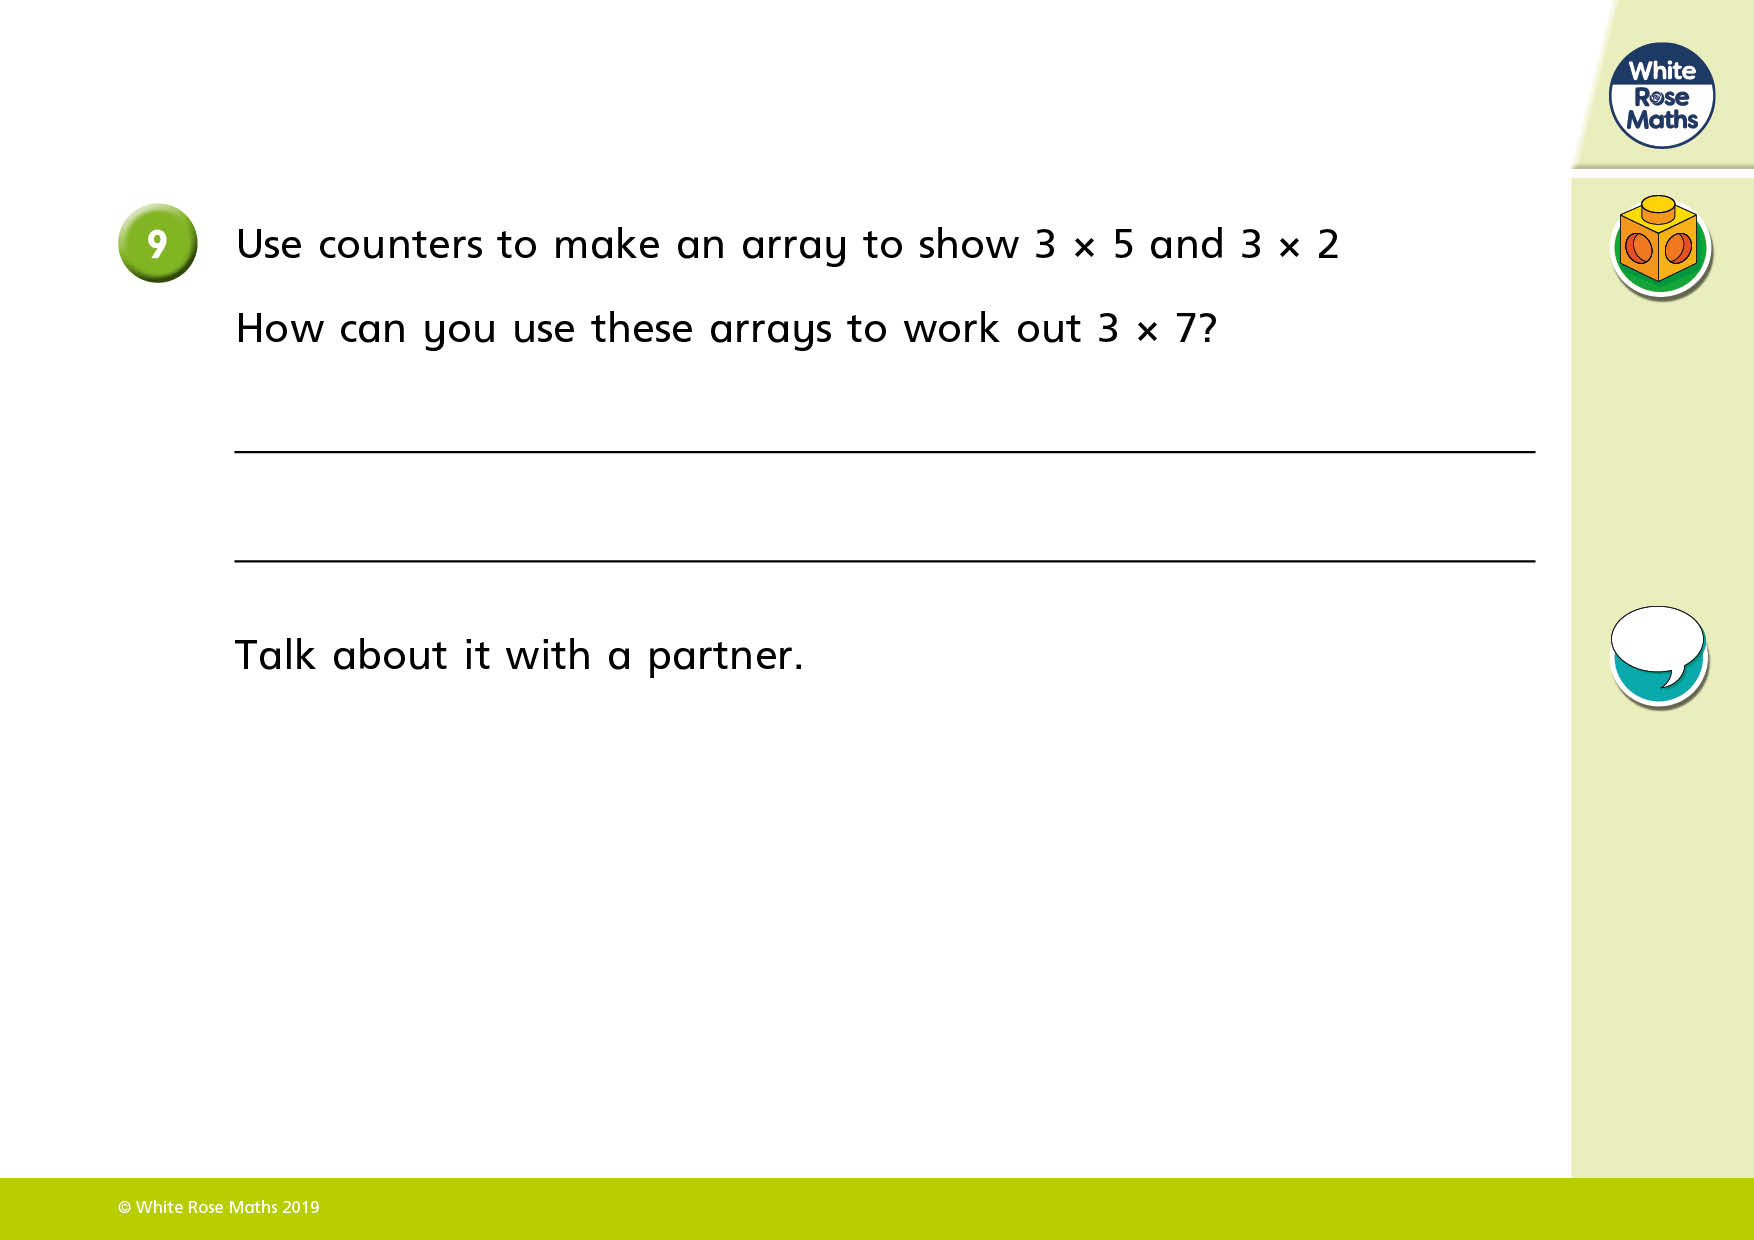 White
Rose
Maths
9
Use counters to make an array to show 3 × 5 and 3 × 2
How can you use these arrays to work out 3 × 7?
Talk about it with a partner.
© White Rose Maths 2019